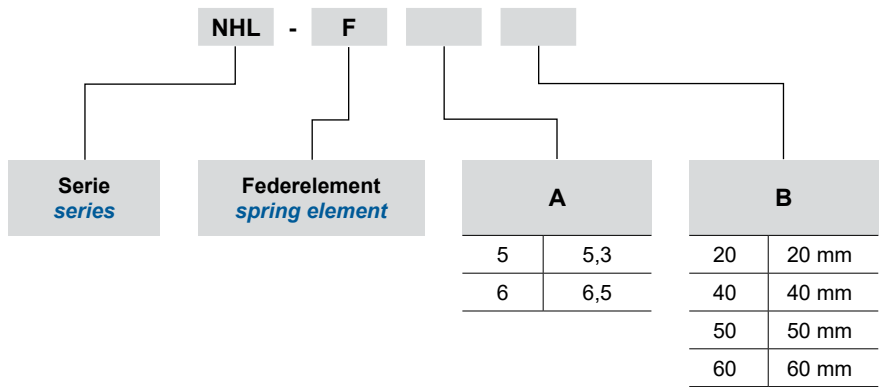 NHL - F
Serie
series
Federelement
spring element
A
5 5,3
6 6,5
B
20 20 mm
40 40 mm
50 50 mm
60 60 mm